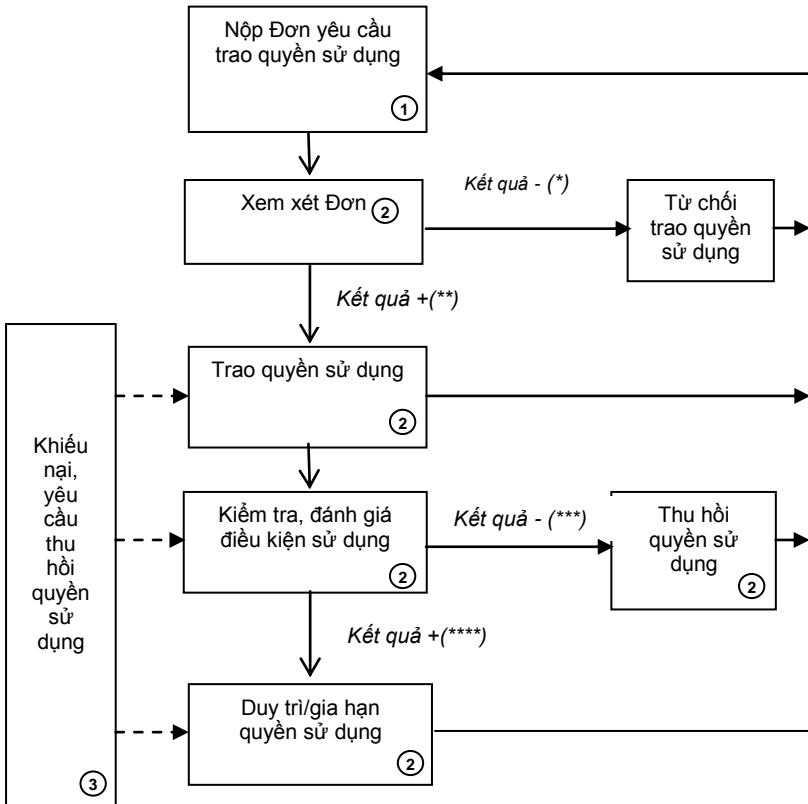 Nộp Đơn yêu cầu
trao quyền sử dụng
1
Xem xét Đơn 2
Kết quả - (*)
Từ chối
trao quyền
sử dụng
Kết quả +(**)
Trao quyền sử dụng
2
Khiếu
nại,
yêu
cầu
thu
hồi
quyền
sử
dụng
3
Kiểm tra, đánh giá
điều kiện sử dụng
2
Kết quả - (***)
Thu hồi
quyền sử
dụng
2
Kết quả +(****)
Duy trì/gia hạn
quyền sử dụng
2